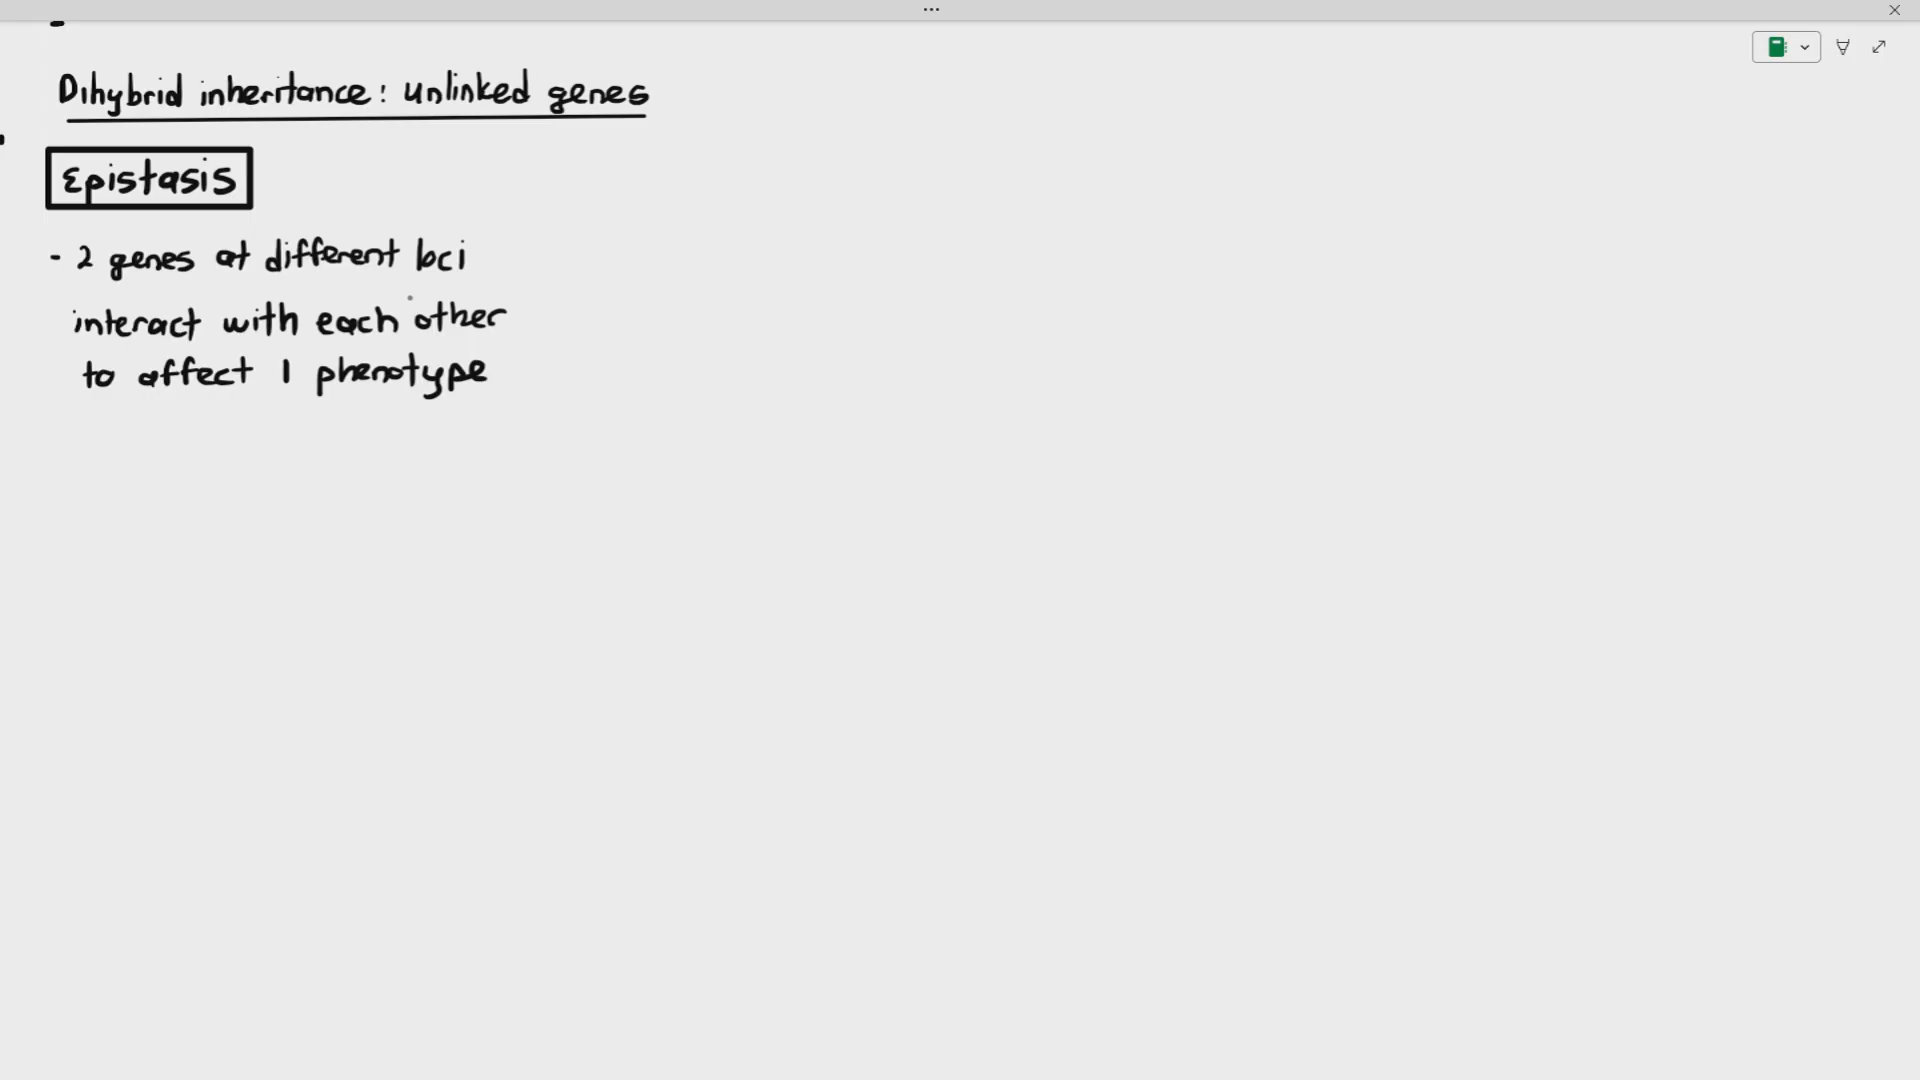 Dihybrid inheritance: unlinked genes
Epistasis
- 2 genes at different loci
interact with each other
to affect 1 phenotype